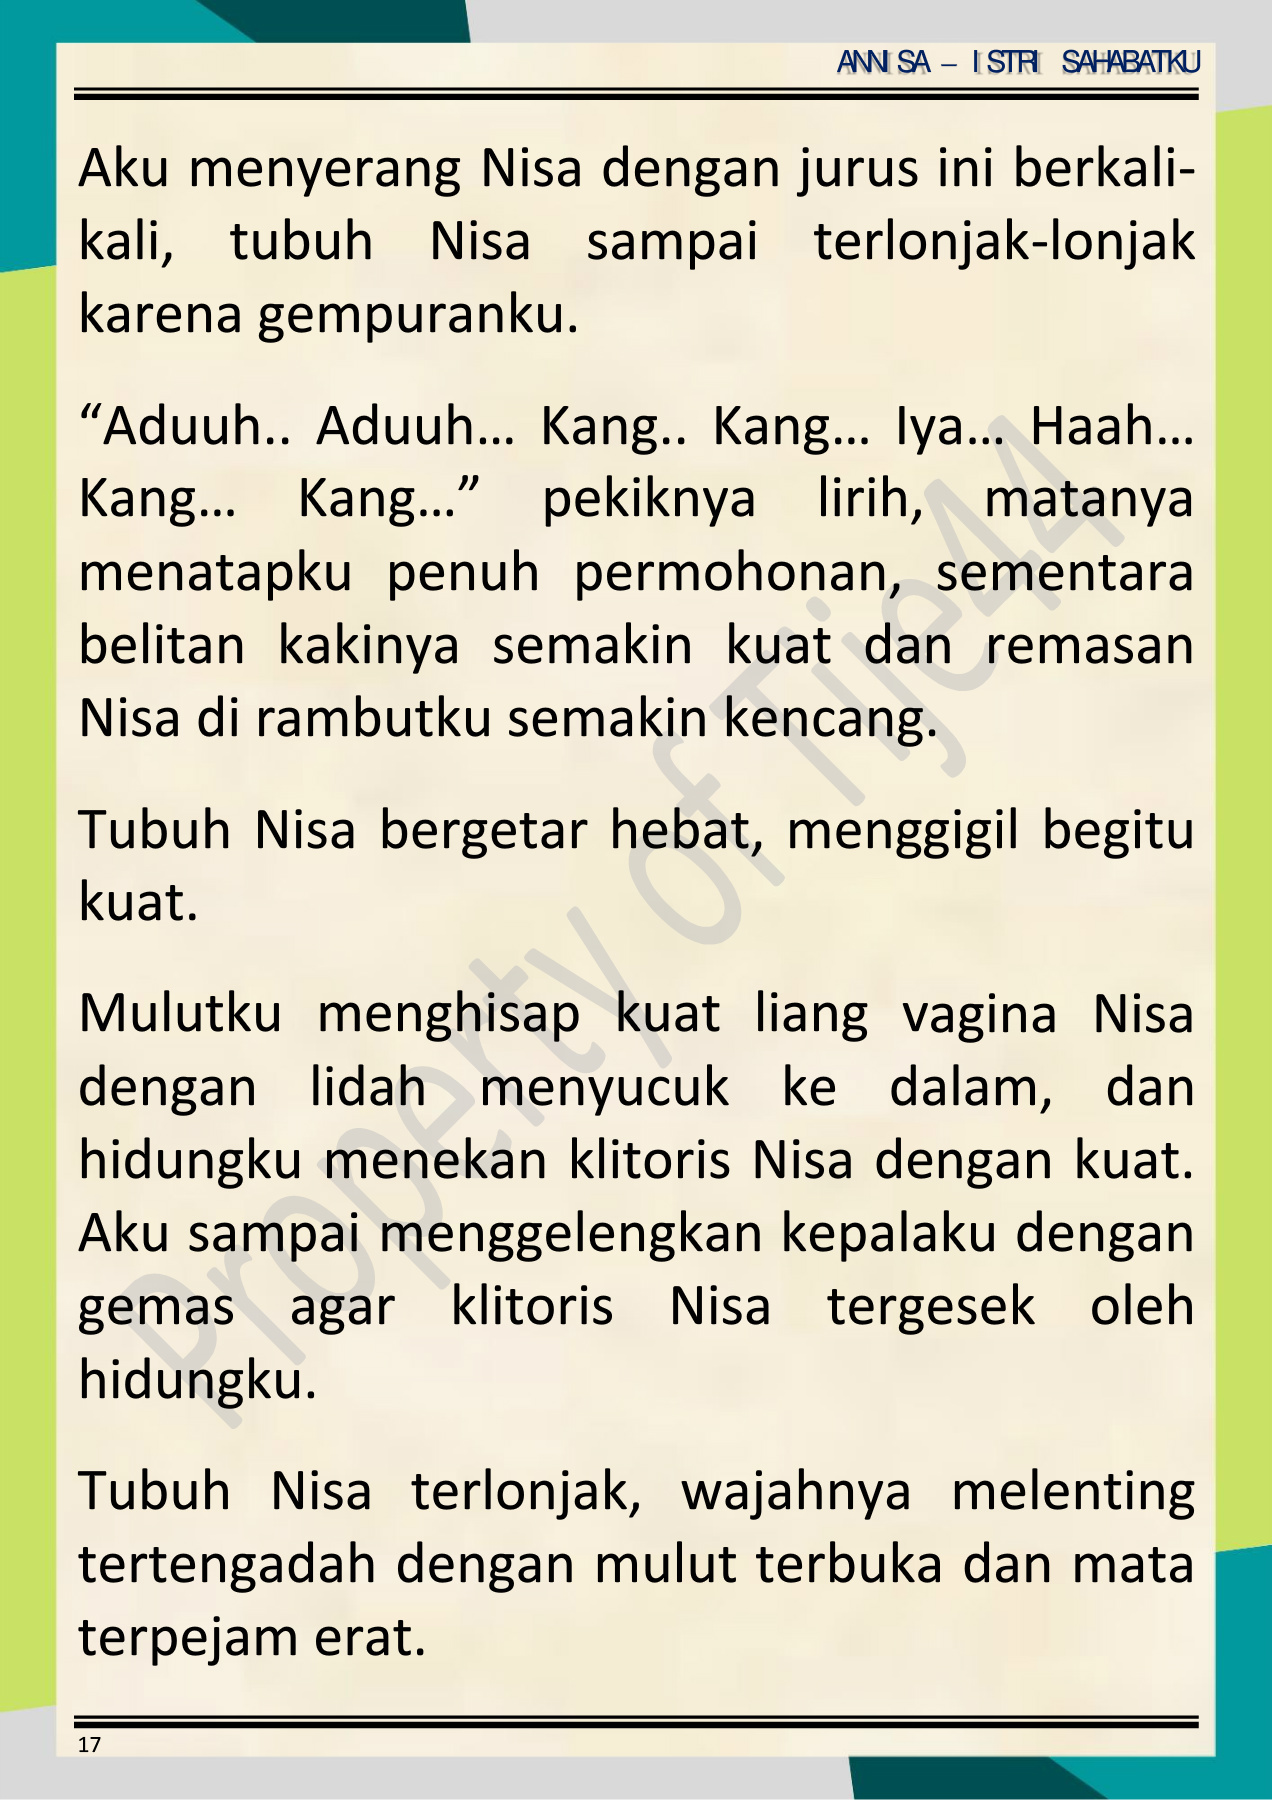 ANNISA – ISTRI SAHABATKU
Aku menyerang Nisa dengan jurus ini berkali-
kali, tubuh Nisa sampai terlonjak-lonjak
karena gempuranku.
“Aduuh.. Aduuh… Kang.. Kang… Iya… Haah…
Kang… Kang…” pekiknya lirih, matanya
menatapku penuh permohonan, sementara
belitan kakinya semakin kuat dan remasan
Nisa di rambutku semakin kencang.
Tubuh Nisa bergetar hebat, menggigil begitu
kuat.
Mulutku menghisap kuat liang vagina Nisa
dengan lidah menyucuk ke dalam, dan
hidungku menekan klitoris Nisa dengan kuat.
Aku sampai menggelengkan kepalaku dengan
gemas agar klitoris Nisa tergesek oleh
hidungku.
Tubuh Nisa terlonjak, wajahnya melenting
tertengadah dengan mulut terbuka dan mata
terpejam erat.
17
Property of Tije44